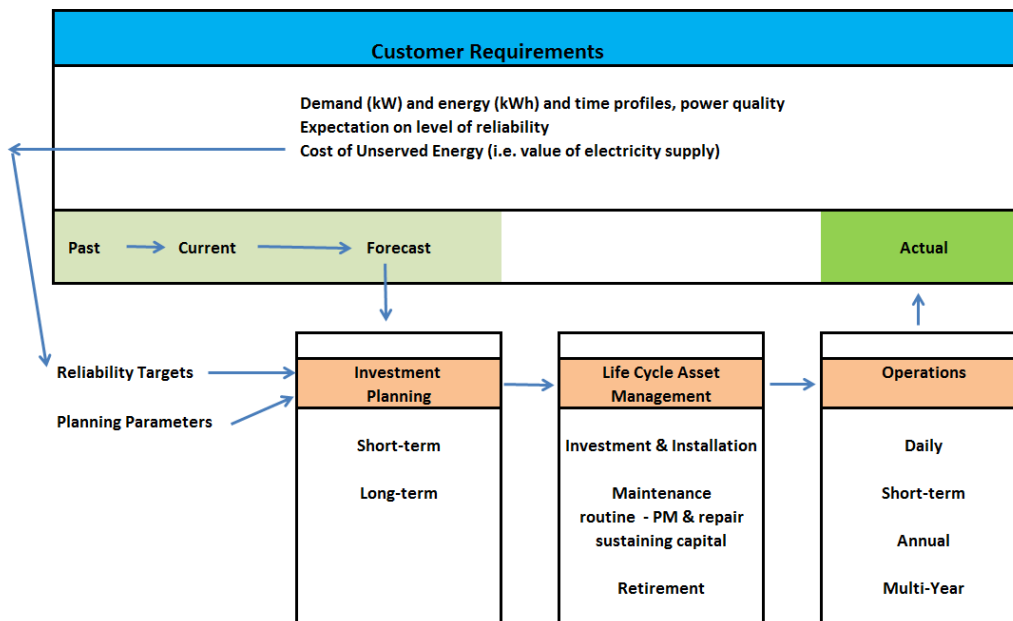 Customer Requirements
Demand (kW) and energy (kWh) and time profiles, power quality
Expectation on level of reliability
Cost of Unserved Energy (i.e. value of electricity supply)
Past
Current
Forecast
Actual
Reliability Targets
Planning Parameters
Investment
Planning
Short-term
Long-term
Life Cycle Asset
Management
Investment & Installation
Maintenance
routine - PM & repair
sustaining capital
Retirement
Operations
Daily
Short-term
Annual
Multi-Year